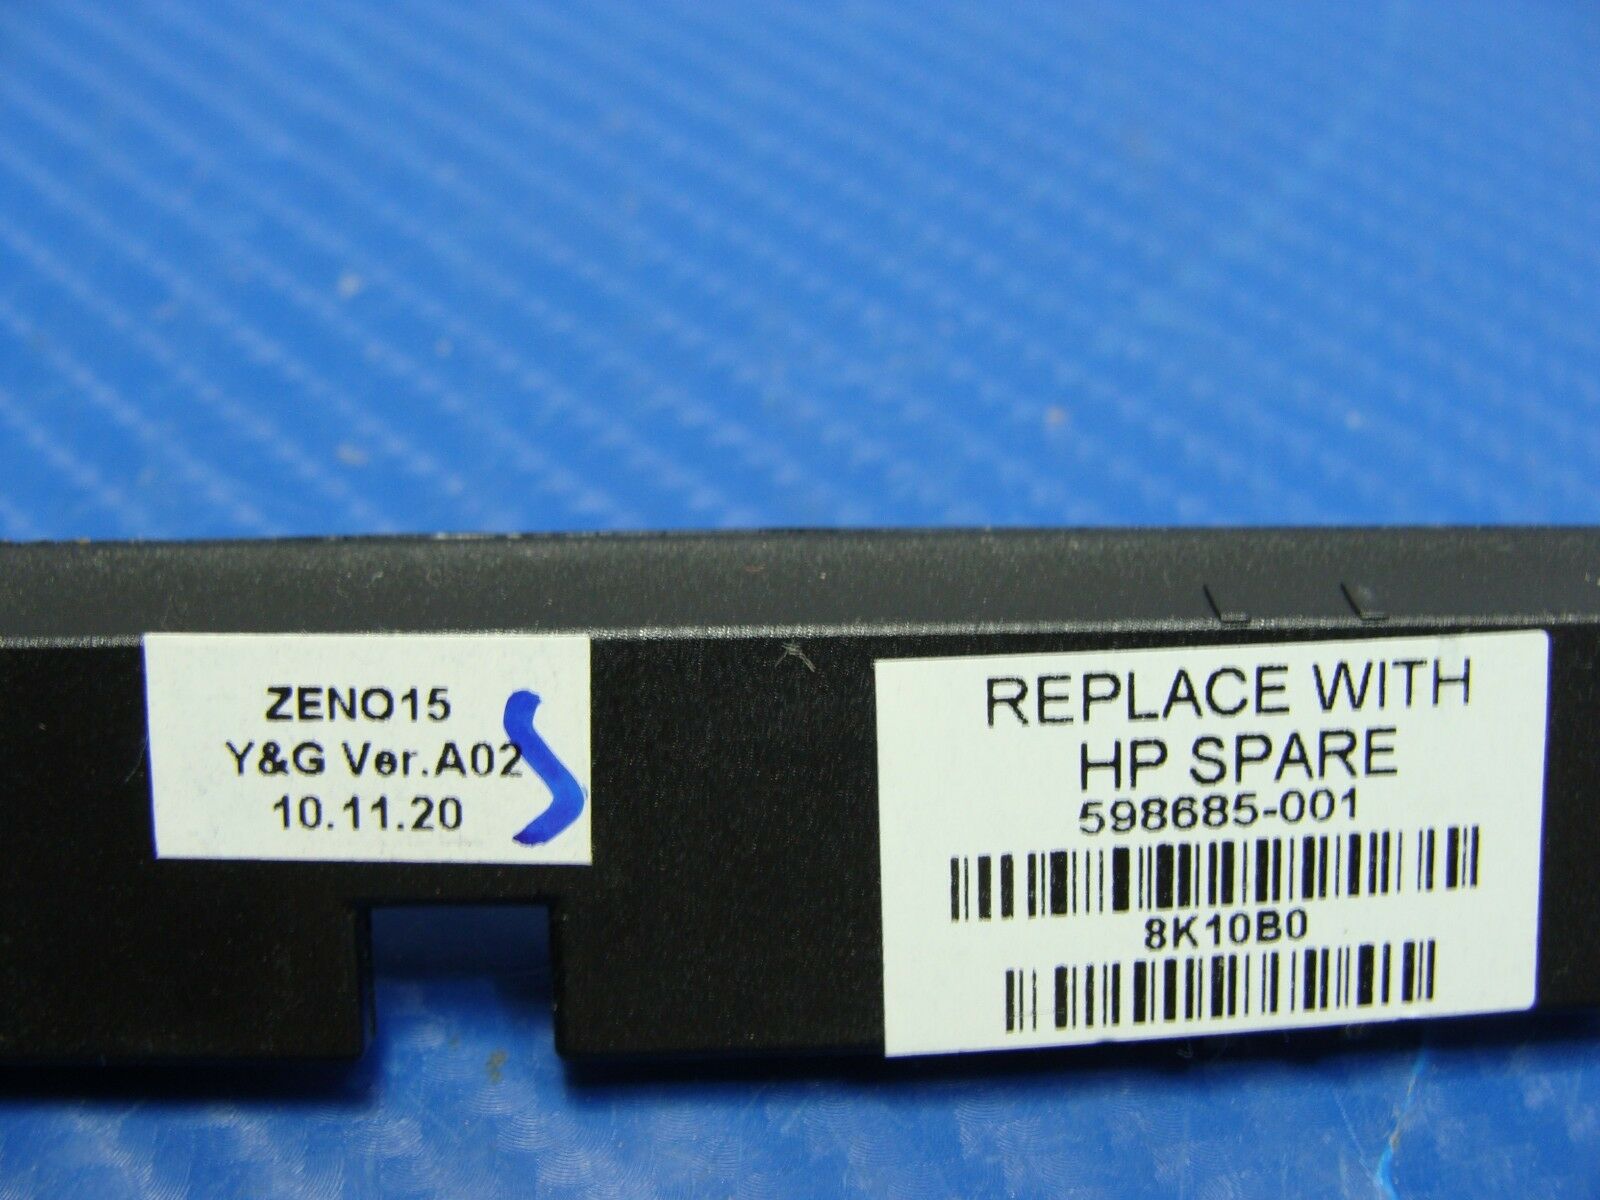 ZENO15
Y&G Ver.A02
10.11.20
REPLACE WITH
HP SPARE
598685-001
8K10B0